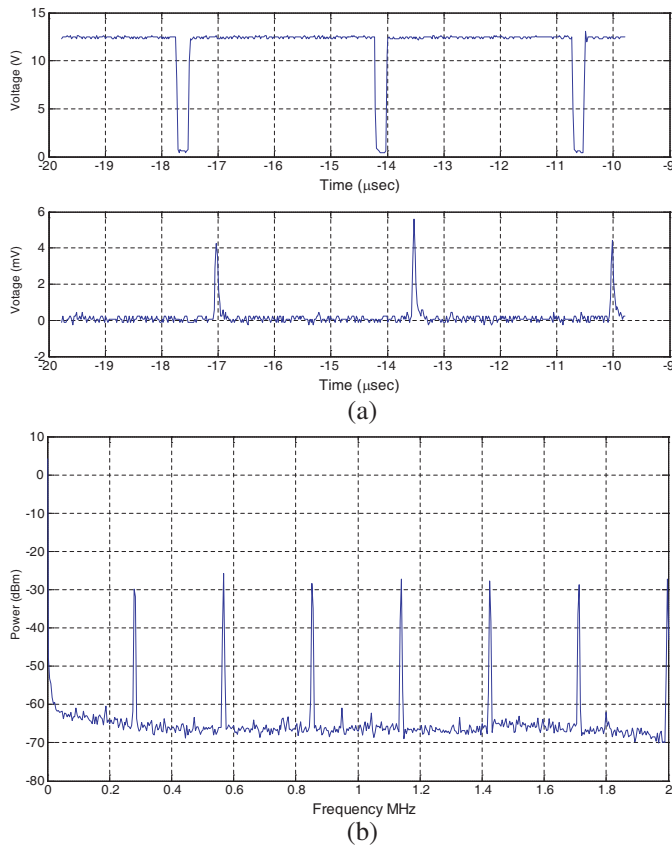 15
10
5
0
Voltage (V)
-20 -19 -18 -17 -16 -15 -14 -13 -12 -11 -10 -9
Time (μsec)
6
4
2
0
-2
Votage (mV)
-20 -19 -18 -17 -16 -15 -14 -13 -12 -11 -10 -9
Time (μsec)
(a)
10
0
-10
-20
-30
-40
-50
-60
-70
-80
Power (dBm)
0 0.2 0.4 0.6 0.8 1 1.2 1.4 1.6 1.8 2
Frequency MHz
(b)